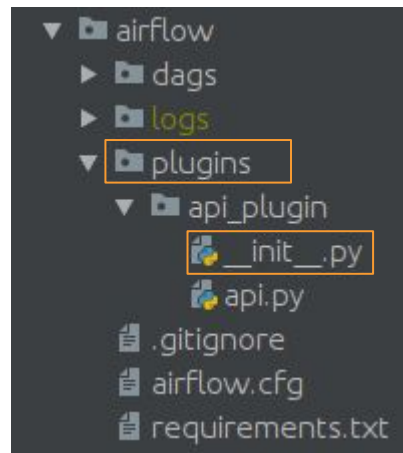 airflow
dags
logs
plugins
api_plugin
__init__.py
api.py
.gitignore
airflow.cfg
requirements.txt